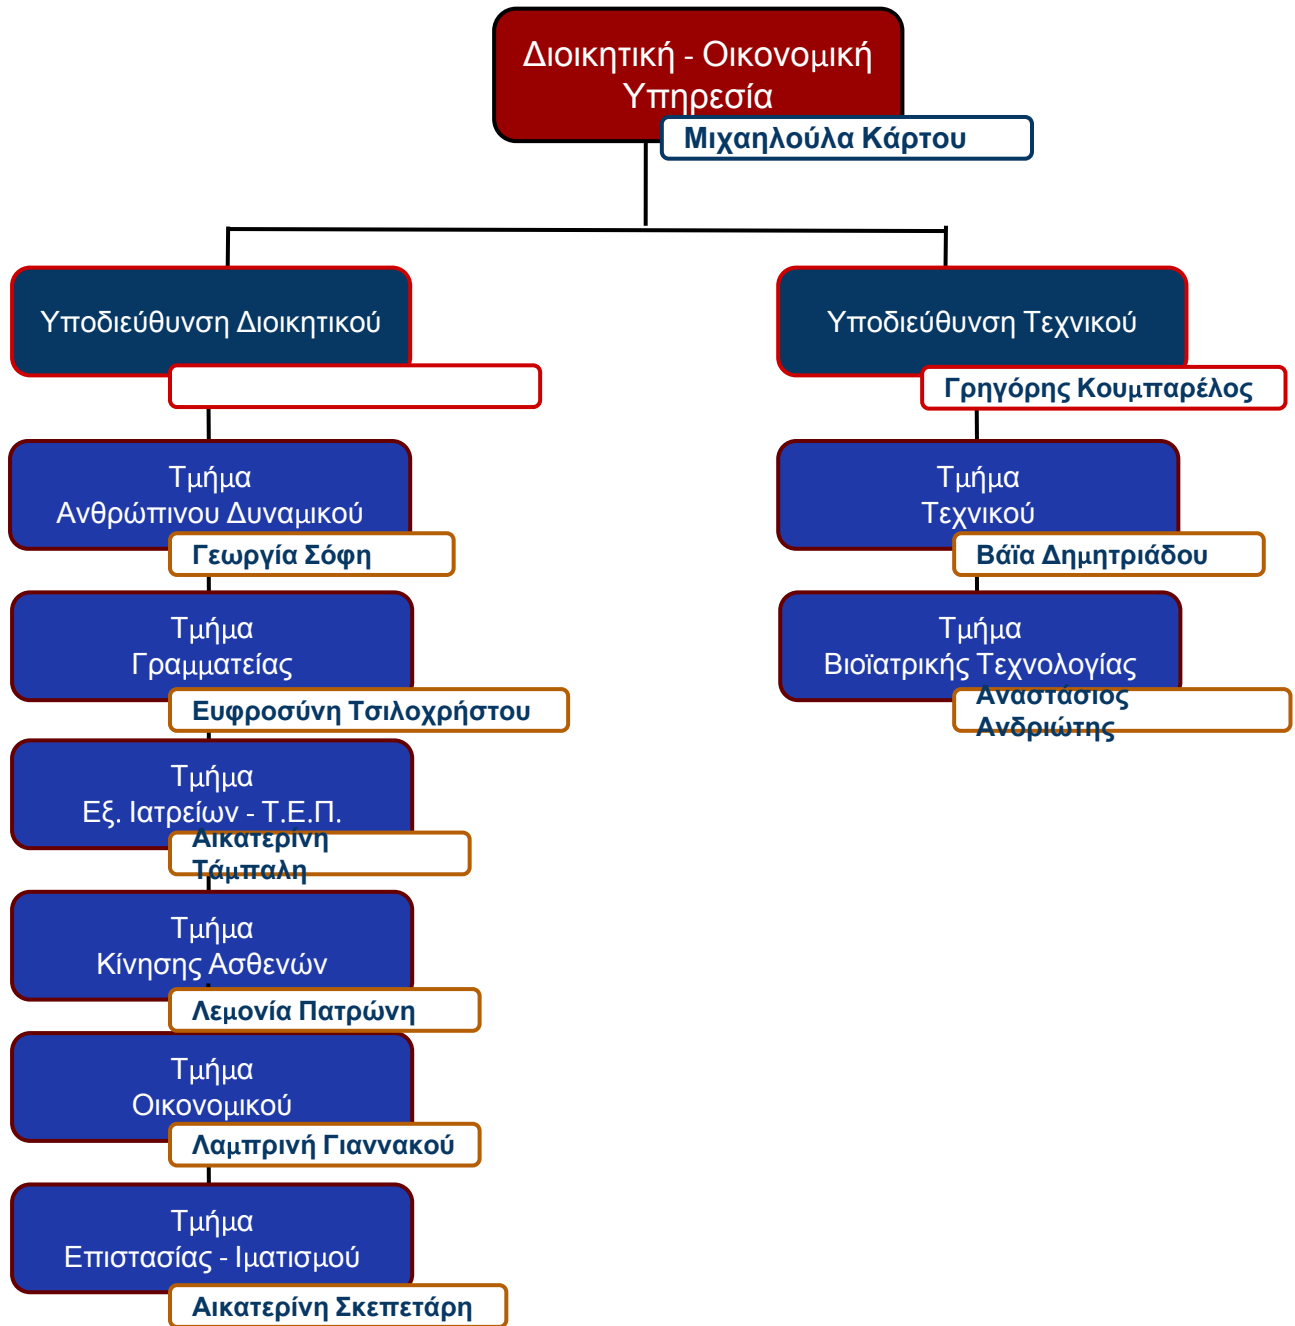 Διοικητική - Οικονομική
Υπηρεσία
Μιχαηλούλα Κάρτου
Υποδιεύθυνση Διοικητικού
Τμήμα
Ανθρώπινου Δυναμικού
Γεωργία Σόφη
Τμήμα
Γραμματείας
Ευφροσύνη Τσιλοχρήστου
Τμήμα
Εξ. Ιατρείων - Τ.Ε.Π.
Αικατερίνη
Τάμπαλη
Τμήμα
Κίνησης Ασθενών
Λεμονία Πατρώνη
Τμήμα
Οικονομικού
Λαμπρινή Γιαννακού
Τμήμα
Επιστασίας - Ιματισμού
Αικατερίνη Σκεπετάρη
Υποδιεύθυνση Τεχνικού
Γρηγόρης Κουμπαρέλος
Τμήμα
Τεχνικού
Βάϊα Δημητριάδου
Τμήμα
Βιοϊατρικής Τεχνολογίας
Αναστάσιος
Ανδριώτης